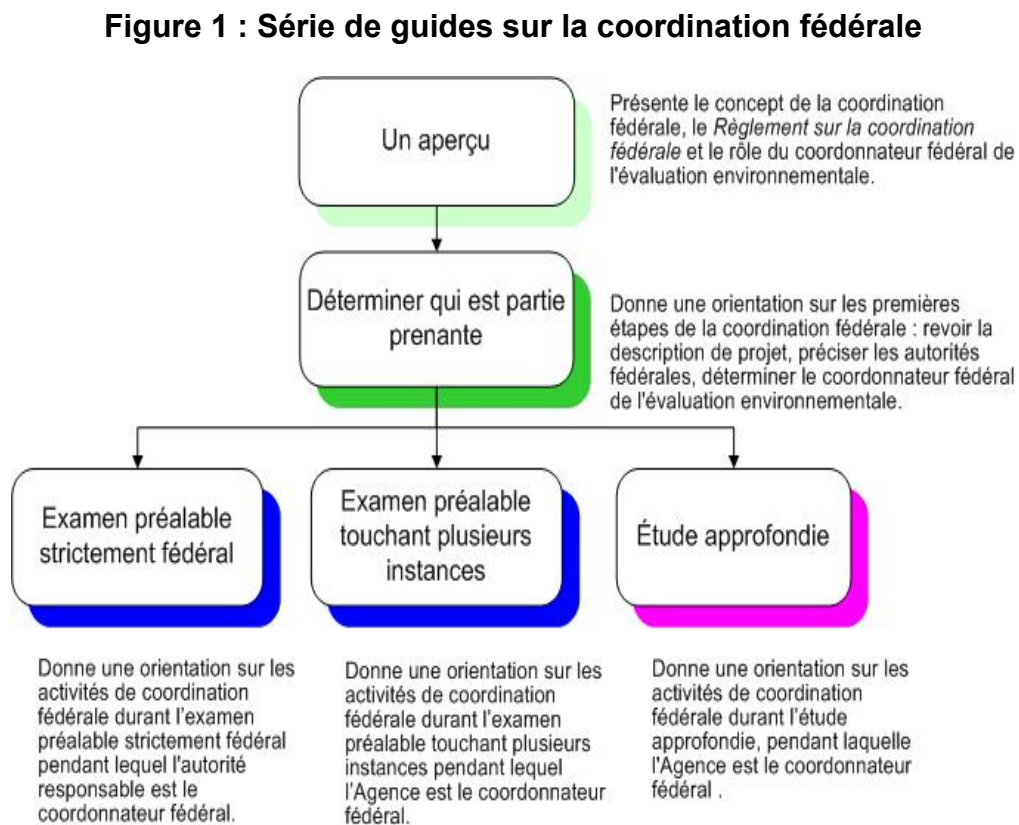 Figure 1 : Série de guides sur la coordination fédérale
Un aperçu
Présente le concept de la coordination
fédérale, le Règlement sur la coordination
fédérale et le rôle du coordonnateur fédéral de
l'évaluation environnementale.
Déterminer qui est partie
prenante
Donne une orientation sur les premières
étapes de la coordination fédérale : revoir la
description de projet, préciser les autorités
fédérales, déterminer le coordonnateur fédéral
de l'évaluation environnementale.
Examen préalable
strictement fédéral
Examen préalable
touchant plusieurs
instances
Étude approfondie
Donne une orientation sur les
activités de coordination
fédérale durant l'examen
préalable strictement fédéral
pendant lequel l'autorité
responsable est le
coordonnateur fédéral.
Donne une orientation sur les
activités de coordination
fédérale durant l'examen
préalable touchant plusieurs
instances pendant lequel
l'Agence est le coordonnateur
fédéral.
Donne une orientation sur les
activités de coordination
fédérale durant l'étude
approfondie, pendant laquelle
l'Agence est le coordonnateur
fédéral .